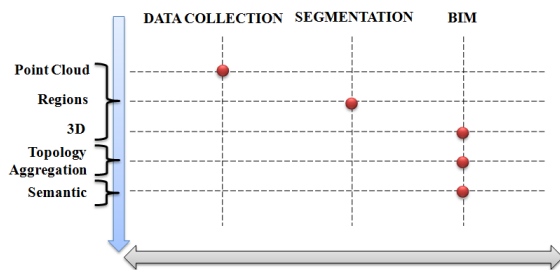 DATA COLLECTION SEGMENTATION BIM
Point Cloud
Regions
3D
Topology
Aggregation
Semantic